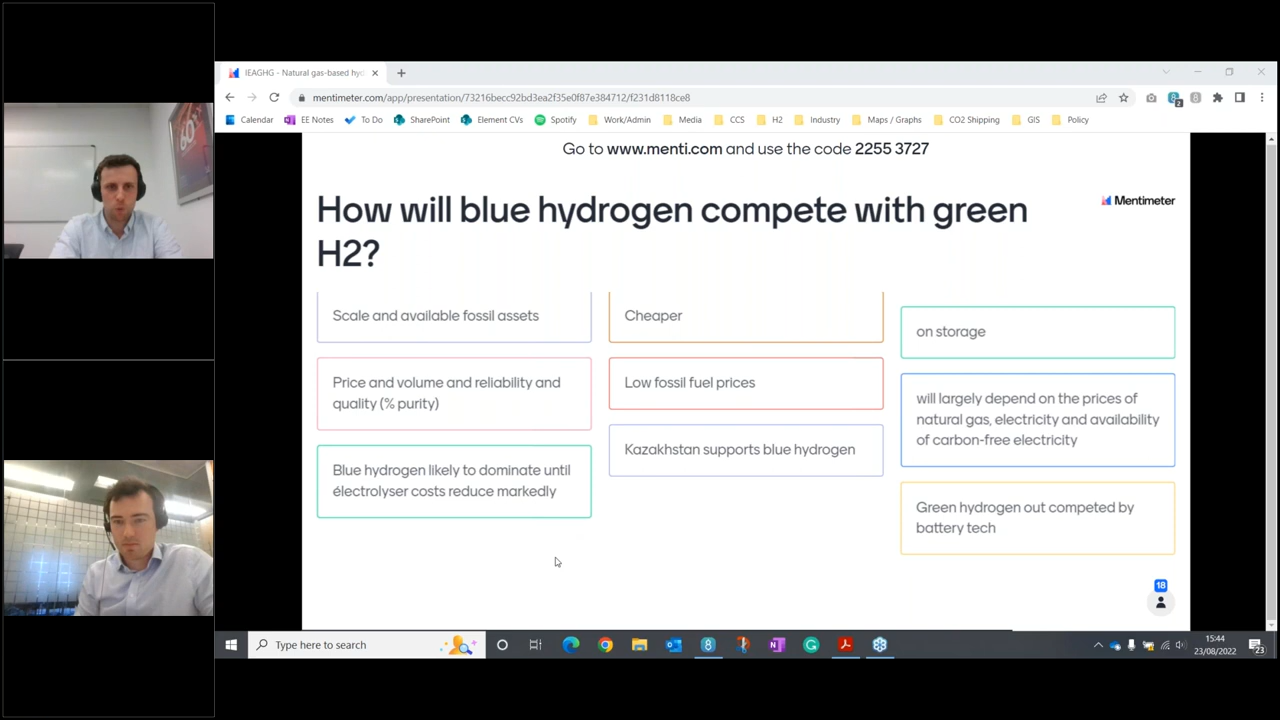 IEAGHG - Natural gas-based hyd
mentimeter.com/app/presentation/73216becc92bd3ea2f35e0f87e384712/f231d8118ce8
Calendar
EE Notes
To Do
SharePoint
Element CVs
Spotify
Work/Admin
Media
CCS
H2
Industry
Maps / Graphs
CO2 Shipping
GIS
Policy
Go to www.menti.com and use the code 2255 3727
How will blue hydrogen compete with green
H2?
Mentimeter
Scale and available fossil assets
Price and volume and reliability and
quality (% purity)
Blue hydrogen likely to dominate until
électrolyser costs reduce markedly
Cheaper
Low fossil fuel prices
Kazakhstan supports blue hydrogen
on storage
will largely depend on the prices of
natural gas, electricity and availability
of carbon-free electricity
Green hydrogen out competed by
battery tech
18
Type here to search
15:44
23/08/2022
23